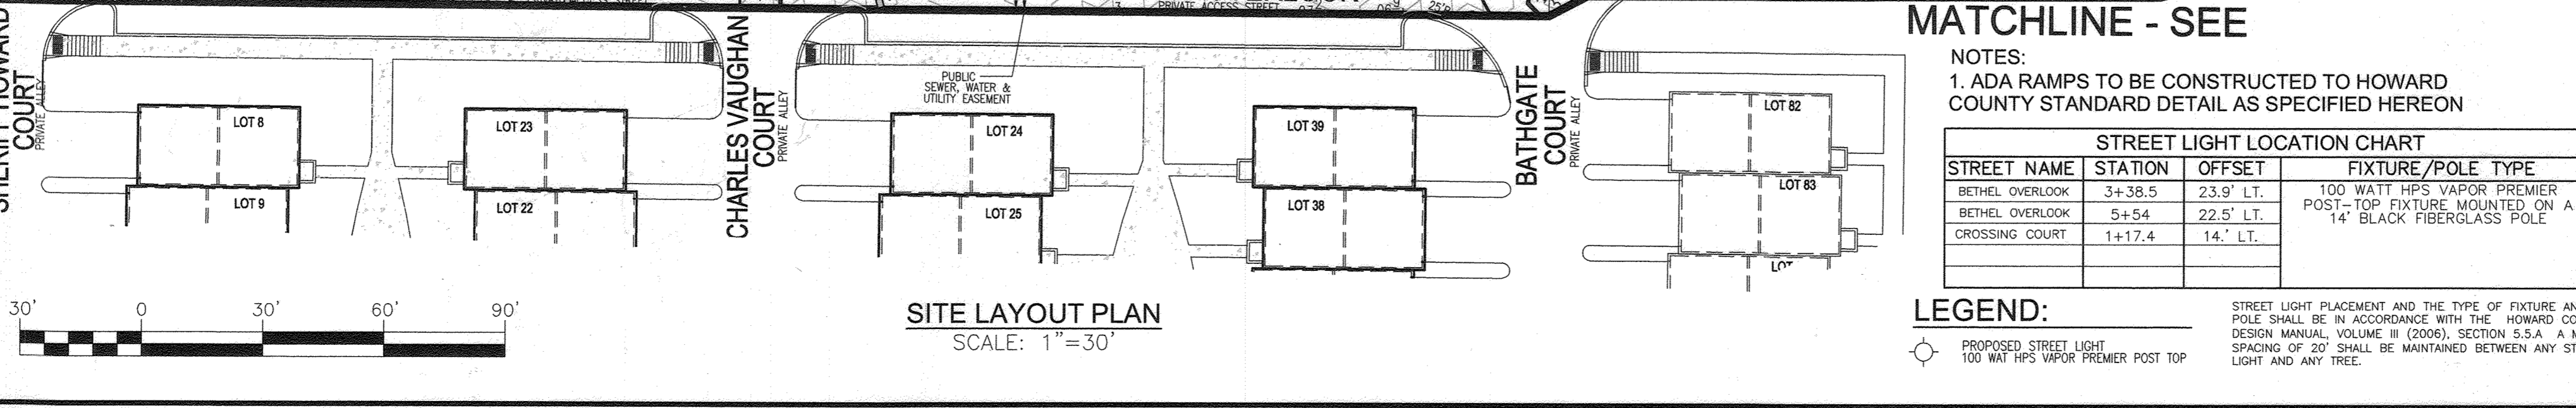 PRIVATE ACCESS STREET
25'R
MATCHLINE - SEE
NOTES:
1. ADA RAMPS TO BE CONSTRUCTED TO HOWARD
COUNTY STANDARD DETAIL AS SPECIFIED HEREON
COURT
PRIVATE ALLEY
LOT 8
LOT 9
LOT 23
LOT 22
CHARLES VAUGHAN
COURT
PRIVATE ALLEY
PUBLIC
SEWER, WATER &
UTILITY EASEMENT
LOT 24
LOT 25
LOT 39
LOT 38
BATHGATE
COURT
PRIVATE ALLEY
LOT 82
LOT 83
STREET LIGHT LOCATION CHART
STREET NAME STATION OFFSET FIXTURE/POLE TYPE
BETHEL OVERLOOK 3+38.5 23.9' LT. 100 WATT HPS VAPOR PREMIER
POST-TOP FIXTURE MOUNTED ON A
14' BLACK FIBERGLASS POLE
BETHEL OVERLOOK 5+54 22.5' LT.
CROSSING COURT 1+17.4 14.' LT.
30' 0 30' 60' 90'
SITE LAYOUT PLAN
SCALE: 1"=30'
LEGEND:
PROPOSED STREET LIGHT
100 WAT HPS VAPOR PREMIER POST TOP
STREET LIGHT PLACEMENT AND THE TYPE OF FIXTURE AN
POLE SHALL BE IN ACCORDANCE WITH THE HOWARD CO
DESIGN MANUAL, VOLUME III (2006), SECTION 5.5.A A M
SPACING OF 20' SHALL BE MAINTAINED BETWEEN ANY ST
LIGHT AND ANY TREE.